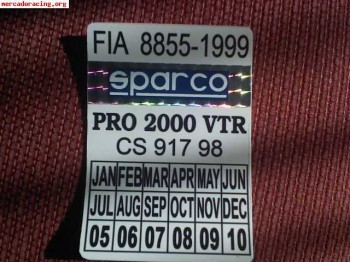 www.
mercadoracing.org
FIA 8855-1999
sparco
PRO 2000 VTR
CS 917 98
JAN FEB MAR APR MAY JUN
JUL AUG SEP OCT NOV DEC
05 06 07 08 09 10